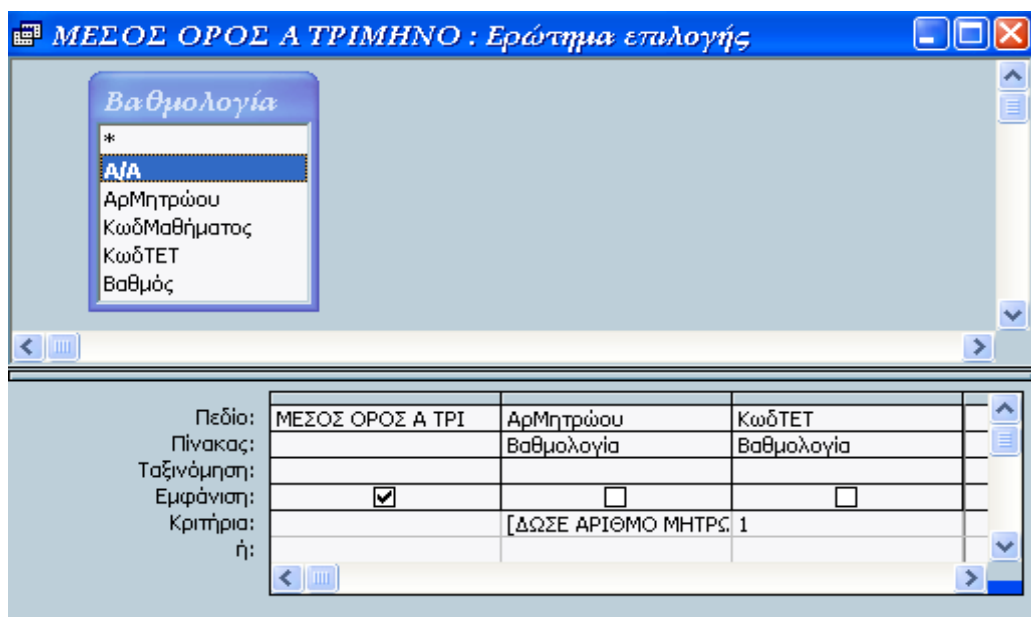 ΜΕΣΟΣ ΟΡΟΣ Α ΤΡΙΜΗΝΟ : Ερώτημα επιλογής
Βαθμολογία
*
Α/Α
ΑρΜητρώου
ΚωδΜαθήματος
ΚωδΤΕΤ
Βαθμός
Πεδίο: ΜΕΣΟΣ ΟΡΟΣ Α ΤΡΙ ΑρΜητρώου ΚωδΤΕΤ
Πίνακας: Βαθμολογία Βαθμολογία
Ταξινόμηση:
Εμφάνιση:
Κριτήρια: [ΔΩΣΕ ΑΡΙΘΜΟ ΜΗΤΡΩ 1
ή: